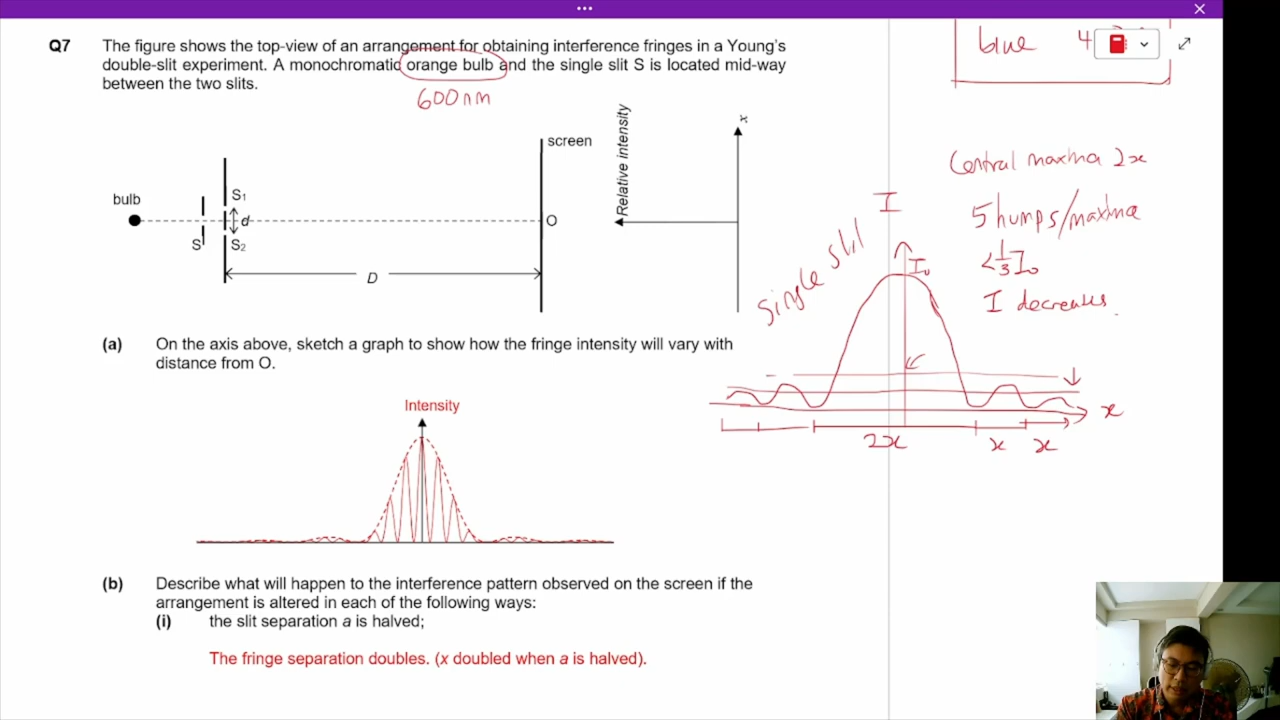 Q7 The figure shows the top-view of an arrangement for obtaining interference fringes in a Young's
double-slit experiment. A monochromatic orange bulb and the single slit S is located mid-way
between the two slits.
600nm
blue 4
bulb
S
S1
d
S2
D
screen
O
Relative intensity
x
Central maxima 2x
5 humps/maxima
<1/3 I₀
I decreases.
Single slit
I
I₀
x
2x x x
(a) On the axis above, sketch a graph to show how the fringe intensity will vary with
distance from O.
Intensity
(b) Describe what will happen to the interference pattern observed on the screen if the
arrangement is altered in each of the following ways:
(i) the slit separation a is halved;
The fringe separation doubles. (x doubled when a is halved).